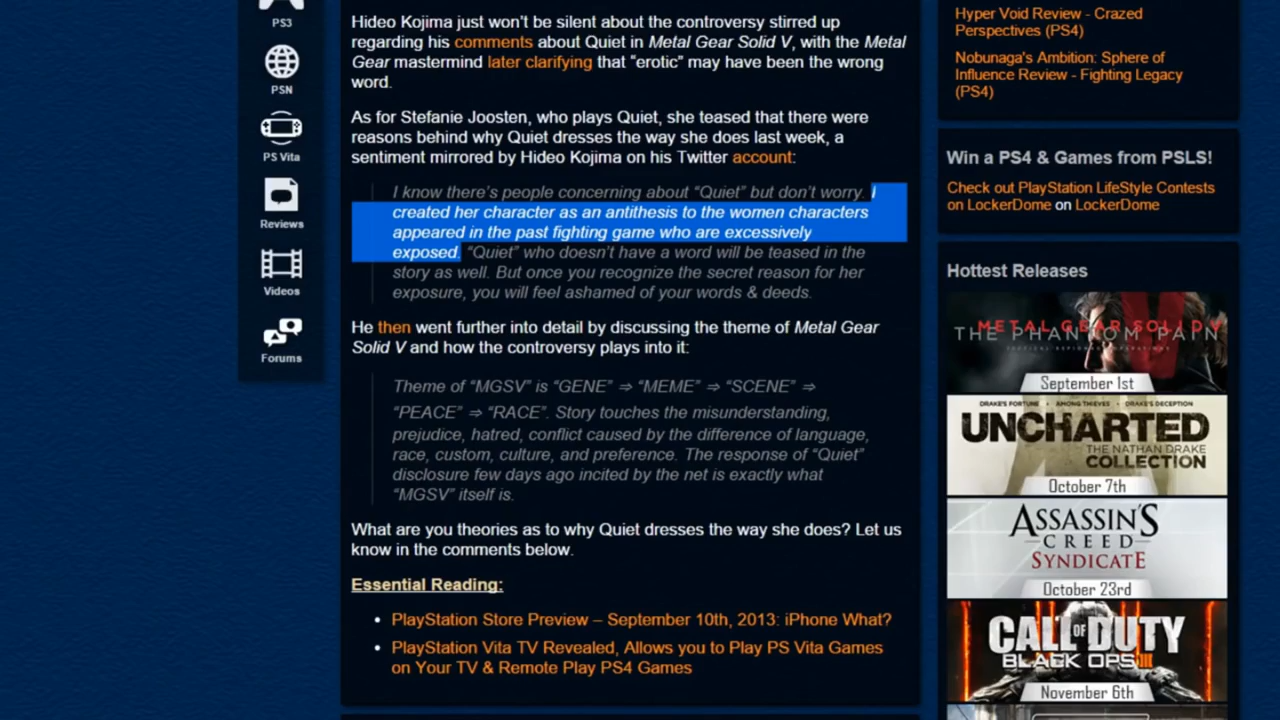 PS3
PSN
PS Vita
Reviews
Videos
Forums
Hideo Kojima just won't be silent about the controversy stirred up
regarding his comments about Quiet in Metal Gear Solid V, with the Metal
Gear mastermind later clarifying that "erotic" may have been the wrong
word.
As for Stefanie Joosten, who plays Quiet, she teased that there were
reasons behind why Quiet dresses the way she does last week, a
sentiment mirrored by Hideo Kojima on his Twitter account:
I know there's people concerning about "Quiet" but don't worry. I
created her character as an antithesis to the women characters
appeared in the past fighting game who are excessively
exposed. "Quiet" who doesn't have a word will be teased in the
story as well. But once you recognize the secret reason for her
exposure, you will feel ashamed of your words & deeds.
He then went further into detail by discussing the theme of Metal Gear
Solid V and how the controversy plays into it:
Theme of "MGSV" is "GENE" ⇒ "MEME" ⇒ "SCENE" ⇒
"PEACE" ⇒ "RACE". Story touches the misunderstanding,
prejudice, hatred, conflict caused by the difference of language,
race, custom, culture, and preference. The response of "Quiet"
disclosure few days ago incited by the net is exactly what
"MGSV" itself is.
What are you theories as to why Quiet dresses the way she does? Let us
know in the comments below.
Essential Reading:
• PlayStation Store Preview – September 10th, 2013: iPhone What?
• PlayStation Vita TV Revealed, Allows you to Play PS Vita Games
on Your TV & Remote Play PS4 Games
Hyper Void Review - Crazed
Perspectives (PS4)
Nobunaga's Ambition: Sphere of
Influence Review - Fighting Legacy
(PS4)
Win a PS4 & Games from PSLS!
Check out PlayStation LifeStyle Contests
on LockerDome on LockerDome
Hottest Releases
METAL GEAR SOLID V
THE PHANTOM PAIN
TACTICAL ESPIONAGE OPERATIONS
September 1st
DRAKE'S FORTUNE • AMONG THIEVES • DRAKE'S DECEPTION
UNCHARTED
THE NATHAN DRAKE
COLLECTION
October 7th
ASSASSIN'S
CREED
SYNDICATE
October 23rd
CALL OF DUTY
BLACK OPS III
November 6th